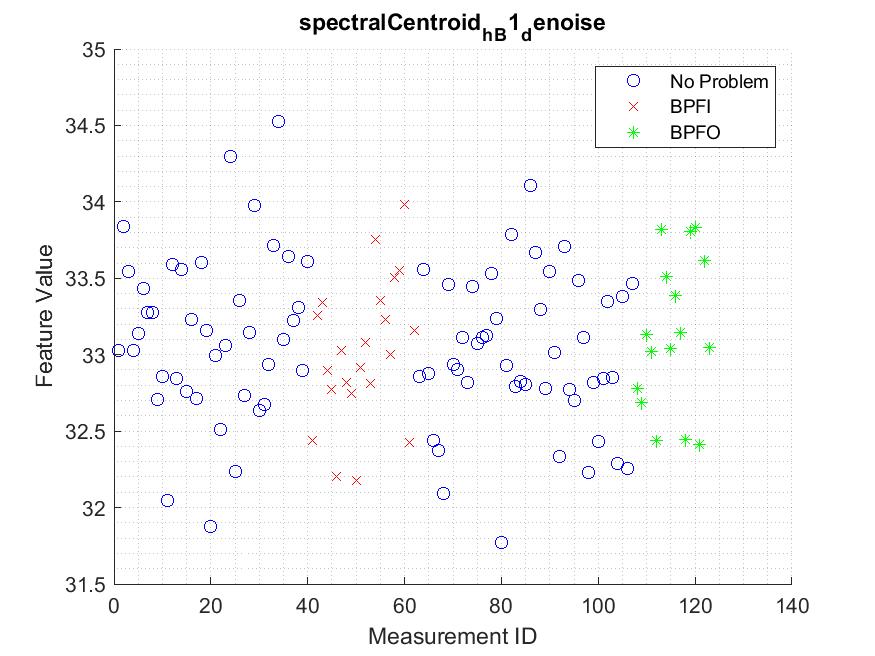 spectralCentroid_hB1_denoise
35
34.5
34
33.5
33
32.5
32
31.5
0 20 40 60 80 100 120 140
Feature Value
Measurement ID
No Problem
BPFI
BPFO